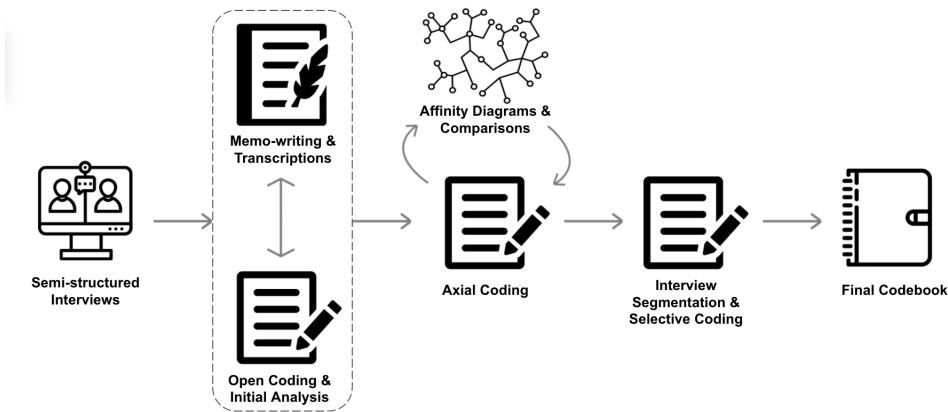 Semi-structured
Interviews
Memo-writing &
Transcriptions
Open Coding &
Initial Analysis
Affinity Diagrams &
Comparisons
Axial Coding
Interview
Segmentation &
Selective Coding
Final Codebook